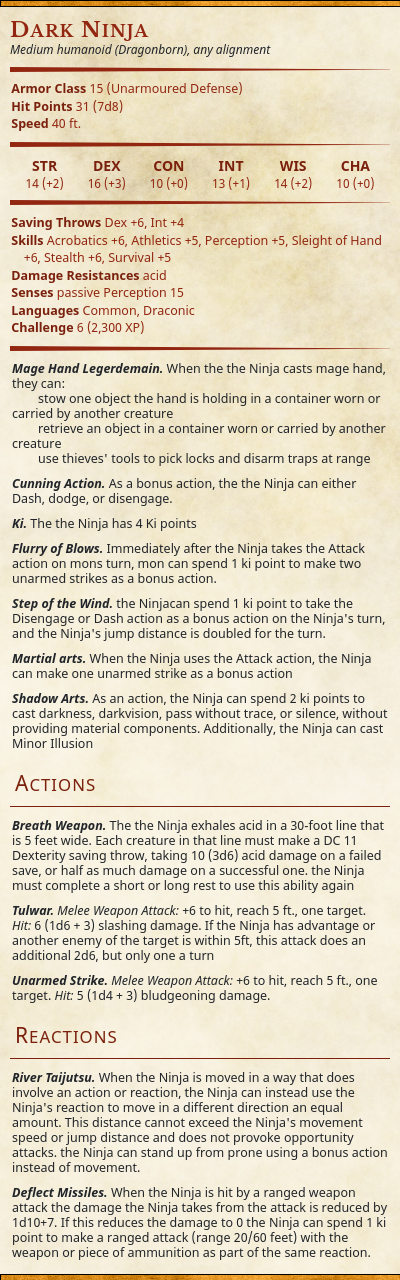 Dark Ninja
Medium humanoid (Dragonborn), any alignment
Armor Class 15 (Unarmoured Defense)
Hit Points 31 (7d8)
Speed 40 ft.
STR DEX CON INT WIS CHA
14 (+2) 16 (+3) 10 (+0) 13 (+1) 14 (+2) 10 (+0)
Saving Throws Dex +6, Int +4
Skills Acrobatics +6, Athletics +5, Perception +5, Sleight of Hand
+6, Stealth +6, Survival +5
Damage Resistances acid
Senses passive Perception 15
Languages Common, Draconic
Challenge 6 (2,300 XP)
Mage Hand Legerdemain. When the the Ninja casts mage hand,
they can:
stow one object the hand is holding in a container worn or
carried by another creature
retrieve an object in a container worn or carried by another
creature
use thieves' tools to pick locks and disarm traps at range
Cunning Action. As a bonus action, the the Ninja can either
Dash, dodge, or disengage.
Ki. The the Ninja has 4 Ki points
Flurry of Blows. Immediately after the Ninja takes the Attack
action on mons turn, mon can spend 1 ki point to make two
unarmed strikes as a bonus action.
Step of the Wind. the Ninjacan spend 1 ki point to take the
Disengage or Dash action as a bonus action on the Ninja's turn,
and the Ninja's jump distance is doubled for the turn.
Martial arts. When the Ninja uses the Attack action, the Ninja
can make one unarmed strike as a bonus action
Shadow Arts. As an action, the Ninja can spend 2 ki points to
cast darkness, darkvision, pass without trace, or silence, without
providing material components. Additionally, the Ninja can cast
Minor Illusion
Actions
Breath Weapon. The the Ninja exhales acid in a 30-foot line that
is 5 feet wide. Each creature in that line must make a DC 11
Dexterity saving throw, taking 10 (3d6) acid damage on a failed
save, or half as much damage on a successful one. the Ninja
must complete a short or long rest to use this ability again
Tulwar. Melee Weapon Attack: +6 to hit, reach 5 ft., one target.
Hit: 6 (1d6 + 3) slashing damage. If the Ninja has advantage or
another enemy of the target is within 5ft, this attack does an
additional 2d6, but only one a turn
Unarmed Strike. Melee Weapon Attack: +6 to hit, reach 5 ft., one
target. Hit: 5 (1d4 + 3) bludgeoning damage.
Reactions
River Taijutsu. When the Ninja is moved in a way that does
involve an action or reaction, the Ninja can instead use the
Ninja's reaction to move in a different direction an equal
amount. This distance cannot exceed the Ninja's movement
speed or jump distance and does not provoke opportunity
attacks. the Ninja can stand up from prone using a bonus action
instead of movement.
Deflect Missiles. When the Ninja is hit by a ranged weapon
attack the damage the Ninja takes from the attack is reduced by
1d10+7. If this reduces the damage to 0 the Ninja can spend 1 ki
point to make a ranged attack (range 20/60 feet) with the
weapon or piece of ammunition as part of the same reaction.